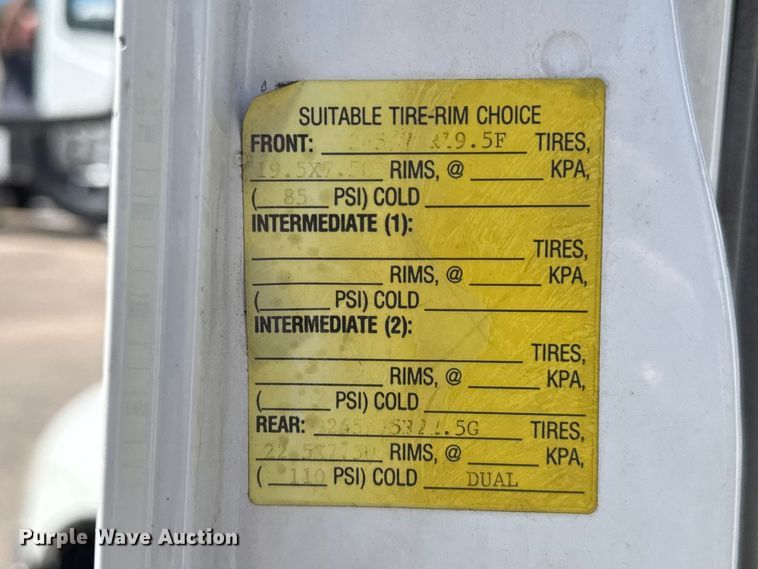 SUITABLE TIRE-RIM CHOICE
FRONT: TIRES,
RIMS, @ KPA,
( 85 PSI) COLD
INTERMEDIATE (1):
TIRES,
RIMS, @ KPA,
( PSI) COLD
INTERMEDIATE (2):
TIRES,
RIMS, @ KPA,
( PSI) COLD
REAR: TIRES,
RIMS, @ KPA,
( 110 PSI) COLD DUAL
Purple Wave Auction